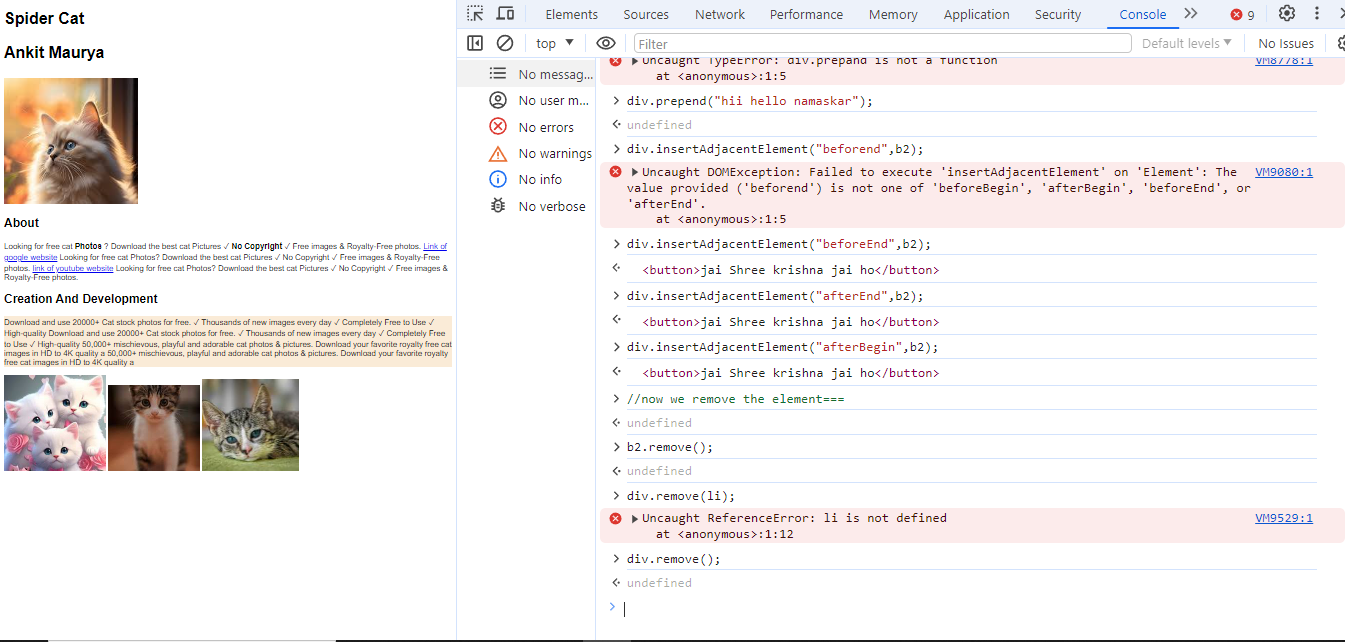 Spider Cat
Ankit Maurya
About
Looking for free cat Photos ? Download the best cat Pictures ✓ No Copyright ✓ Free images & Royalty-Free photos. Link of
google website Looking for free cat Photos? Download the best cat Pictures ✓ No Copyright ✓ Free images & Royalty-Free
photos. link of youtube website Looking for free cat Photos? Download the best cat Pictures ✓ No Copyright ✓ Free images &
Royalty-Free photos.
Creation And Development
Download and use 20000+ Cat stock photos for free. ✓ Thousands of new images every day ✓ Completely Free to Use ✓
High-quality Download and use 20000+ Cat stock photos for free. ✓ Thousands of new images every day ✓ Completely Free
to Use ✓ High-quality 50,000+ mischievous, playful and adorable cat photos & pictures. Download your favorite royalty free cat
images in HD to 4K quality a 50,000+ mischievous, playful and adorable cat photos & pictures. Download your favorite royalty
free cat images in HD to 4K quality a
Elements Sources Network Performance Memory Application Security Console 9
top Filter Default levels No Issues
No messag...
No user m...
No errors
No warnings
No info
No verbose
Uncaught TypeError: div.prepand is not a function VM8778:1
at <anonymous>:1:5
div.prepend("hii hello namaskar");
undefined
div.insertAdjacentElement("beforend",b2);
Uncaught DOMException: Failed to execute 'insertAdjacentElement' on 'Element': The VM9080:1
value provided ('beforend') is not one of 'beforeBegin', 'afterBegin', 'beforeEnd', or
'afterEnd'.
at <anonymous>:1:5
div.insertAdjacentElement("beforeEnd",b2);
<button>jai Shree krishna jai ho</button>
div.insertAdjacentElement("afterEnd",b2);
<button>jai Shree krishna jai ho</button>
div.insertAdjacentElement("afterBegin",b2);
<button>jai Shree krishna jai ho</button>
//now we remove the element===
undefined
b2.remove();
undefined
div.remove(li);
Uncaught ReferenceError: li is not defined VM9529:1
at <anonymous>:1:12
div.remove();
undefined